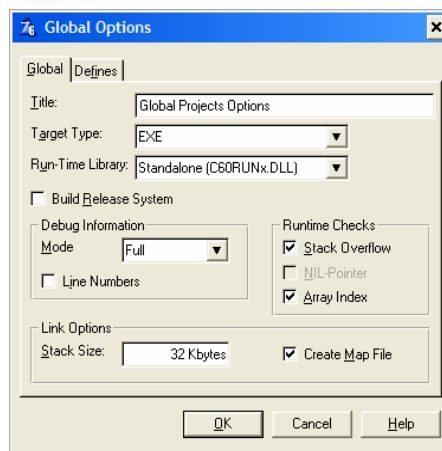 Global Options
Global Defines
Title: Global Projects Options
Target Type: EXE
Run-Time Library: Standalone (C60RUNx.DLL)
Build Release System
Debug Information
Mode Full
Line Numbers
Runtime Checks
Stack Overflow
NIL-Pointer
Array Index
Link Options
Stack Size: 32 Kbytes
Create Map File
OK Cancel Help